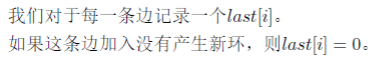 我们对于每一条边记录一个last[i]。
如果这条边加入没有产生新环，则last[i] = 0。